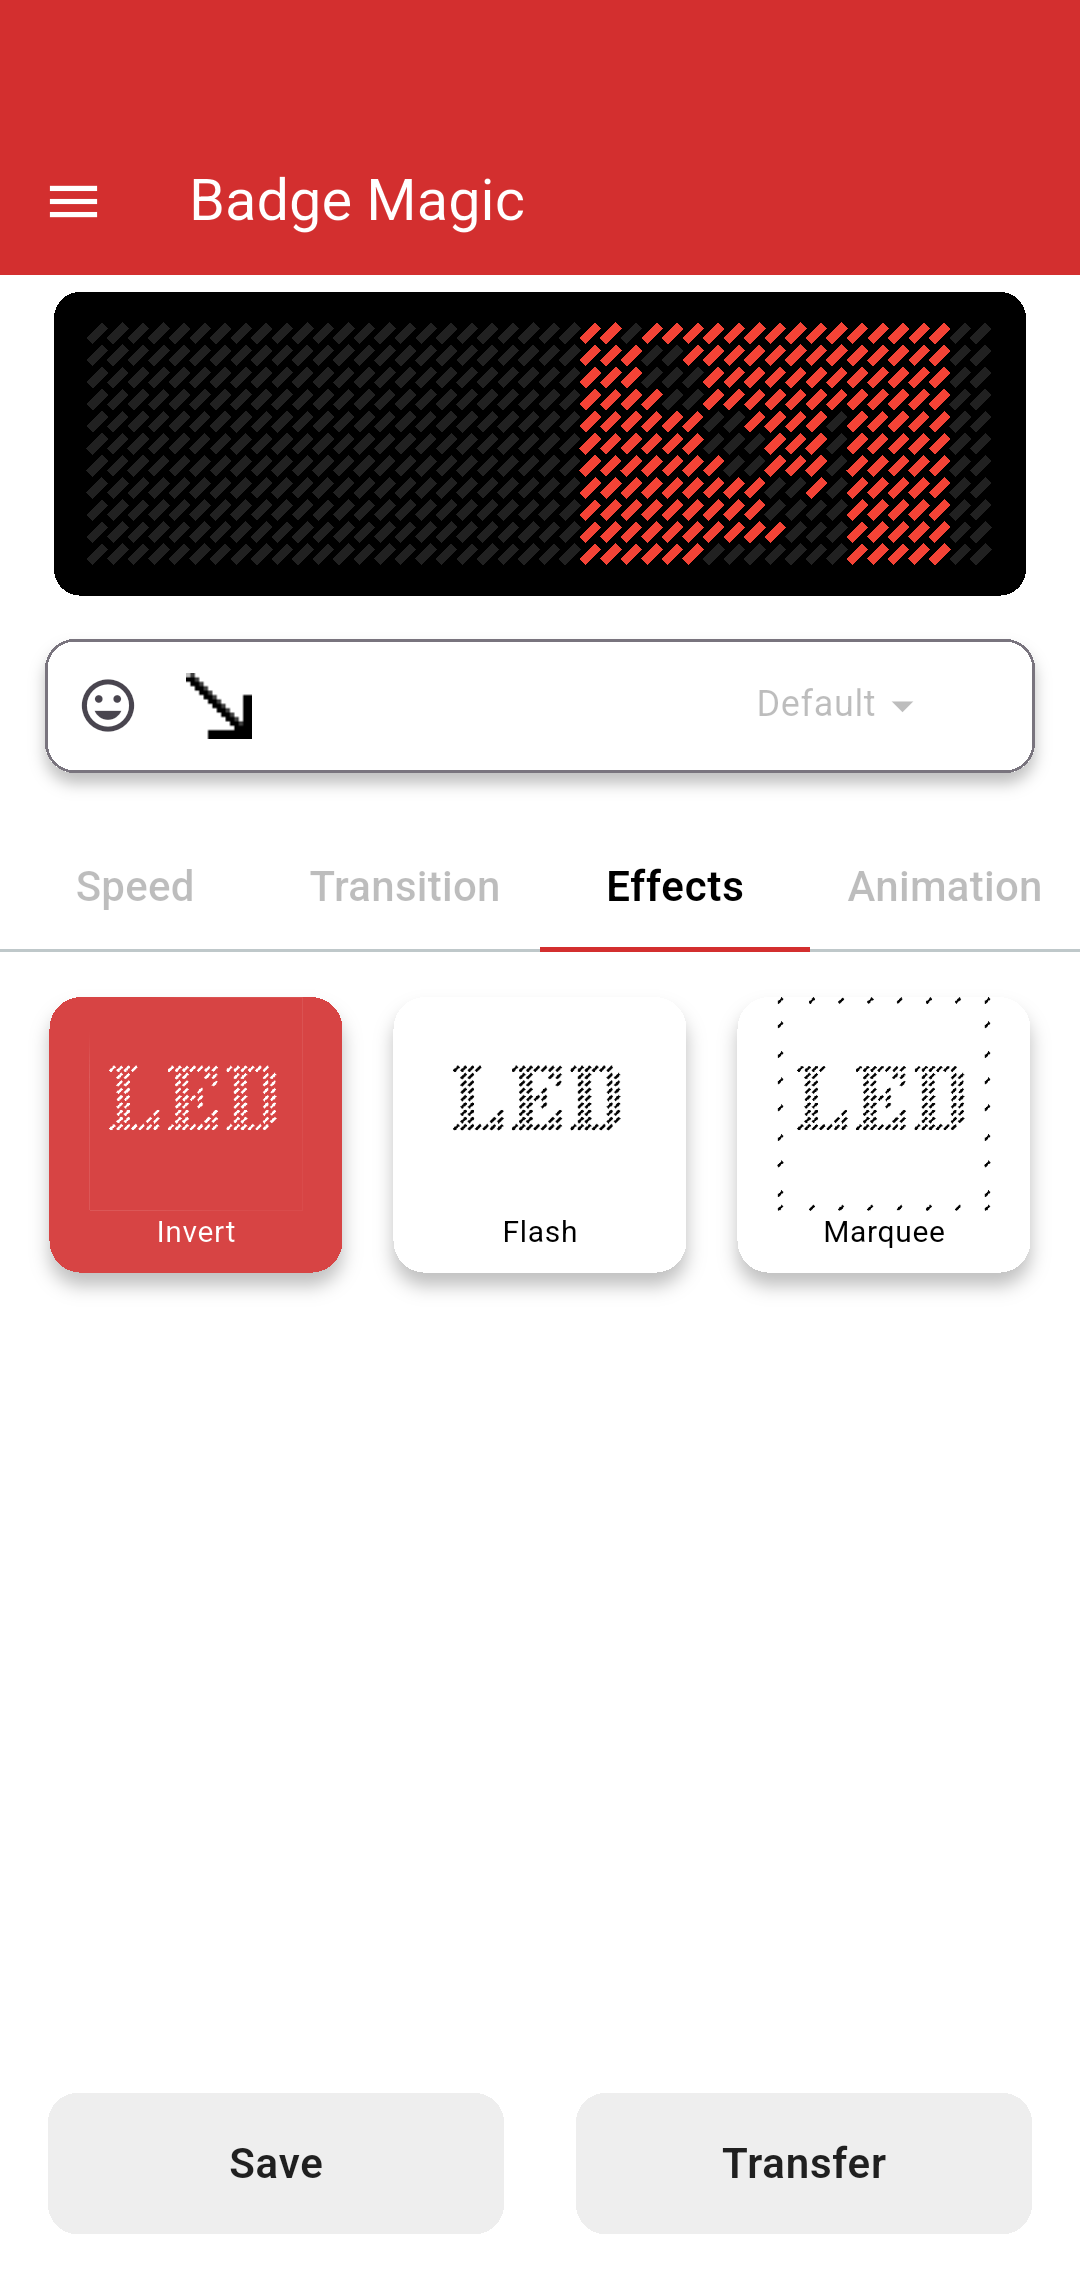 Badge Magic
Default
Speed Transition Effects Animation
LED LED LED
Invert Flash Marquee
Save Transfer